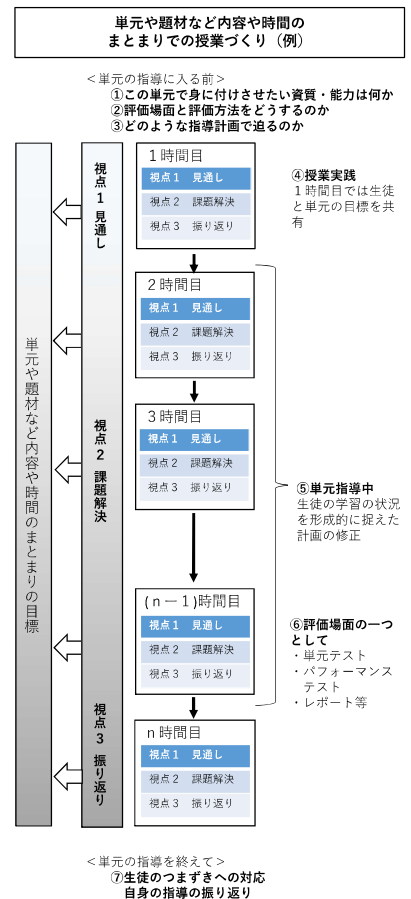 単元や題材など内容や時間の
まとまりでの授業づくり（例）
＜単元の指導に入る前＞
①この単元で身に付けさせたい資質・能力は何か
②評価場面と評価方法をどうするのか
③どのような指導計画で迫るのか
単元や題材など内容や時間のまとまりの目標
視点１ 見通し
視点２ 課題解決
視点３ 振り返り
１時間目
視点１ 見通し
視点２ 課題解決
視点３ 振り返り
④授業実践
１時間目では生徒
と単元の目標を共
有
２時間目
視点１ 見通し
視点２ 課題解決
視点３ 振り返り
３時間目
視点１ 見通し
視点２ 課題解決
視点３ 振り返り
⑤単元指導中
生徒の学習の状況
を形成的に捉えた
計画の修正
(ｎ－１)時間目
視点１ 見通し
視点２ 課題解決
視点３ 振り返り
⑥評価場面の一つ
として
・単元テスト
・パフォーマンス
テスト
・レポート等
ｎ時間目
視点１ 見通し
視点２ 課題解決
視点３ 振り返り
＜単元の指導を終えて＞
⑦生徒のつまずきへの対応
自身の指導の振り返り